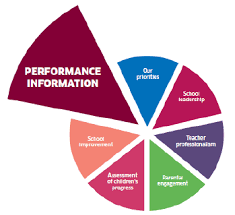 PERFORMANCE
INFORMATION
Our
priorities
School
leadership
Teacher
professionalism
Parental
engagement
Assessment
of children's
progress
School
improvement